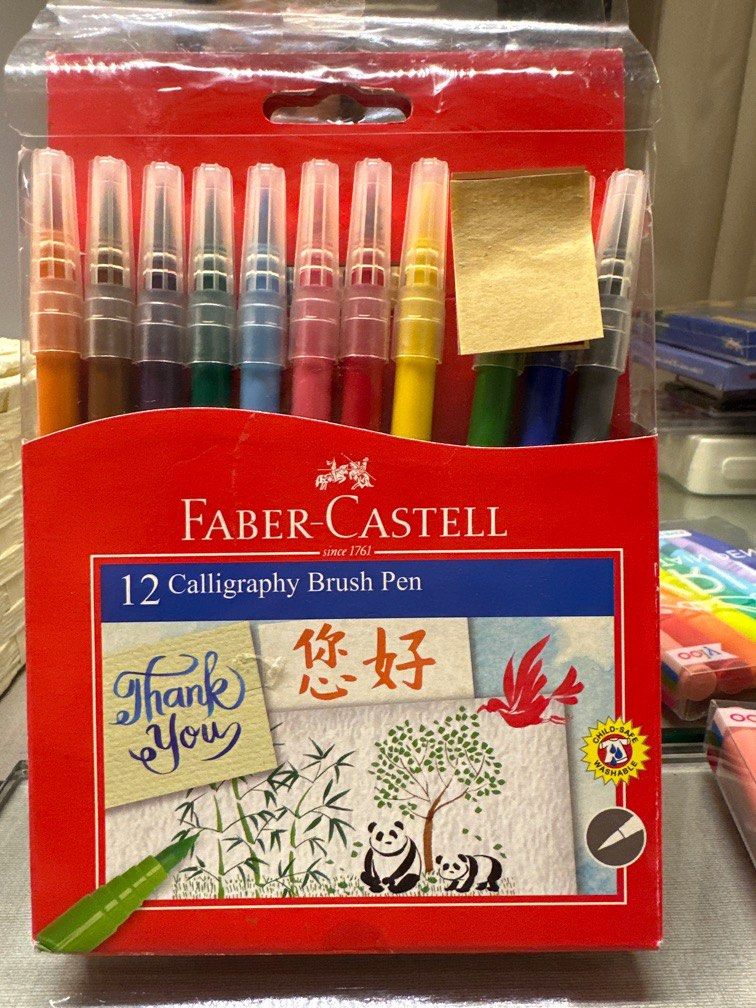 FABER-CASTELL
since 1761
12 Calligraphy Brush Pen
Thank
You
您好
CHILD-SAFE
WASHABLE